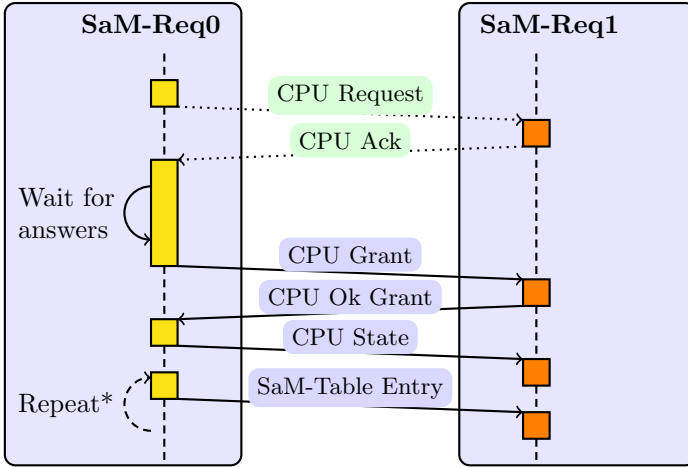 SaM-Req0
SaM-Req1
CPU Request
CPU Ack
Wait for
answers
CPU Grant
CPU Ok Grant
CPU State
SaM-Table Entry
Repeat*